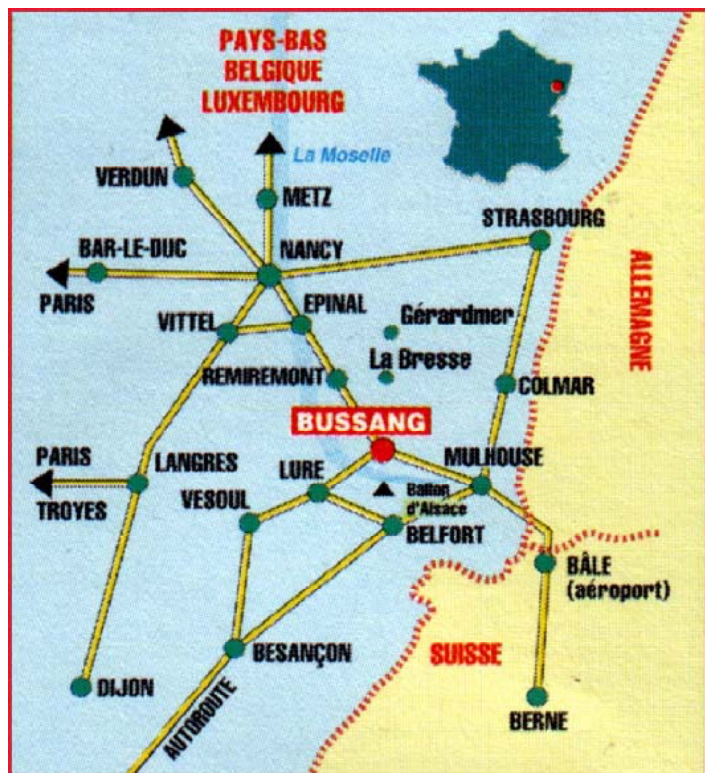 PAYS-BAS
BELGIQUE
LUXEMBOURG
La Moselle
VERDUN
METZ
STRASBOURG
BAR-LE-DUC
NANCY
PARIS
ALLEMAGNE
EPINAL
VITTEL
Gérardmer
La Bresse
REMIREMONT
COLMAR
BUSSANG
PARIS
LANGRES
MULHOUSE
LURE
TROYES
VESOUL
Ballon
d'Alsace
BELFORT
BÂLE
(aéroport)
BESANÇON
SUISSE
DIJON
AUTOROUTE
BERNE